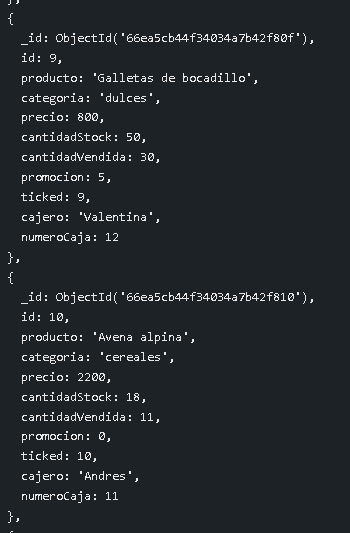 },
{
_id: ObjectId('66ea5cb44f34034a7b42f80f'),
id: 9,
producto: 'Galletas de bocadillo',
categoria: 'dulces',
precio: 800,
cantidadStock: 50,
cantidadVendida: 30,
promocion: 5,
ticked: 9,
cajero: 'Valentina',
numeroCaja: 12
},
{
_id: ObjectId('66ea5cb44f34034a7b42f810'),
id: 10,
producto: 'Avena alpina',
categoria: 'cereales',
precio: 2200,
cantidadStock: 18,
cantidadVendida: 11,
promocion: 0,
ticked: 10,
cajero: 'Andres',
numeroCaja: 11
},
{